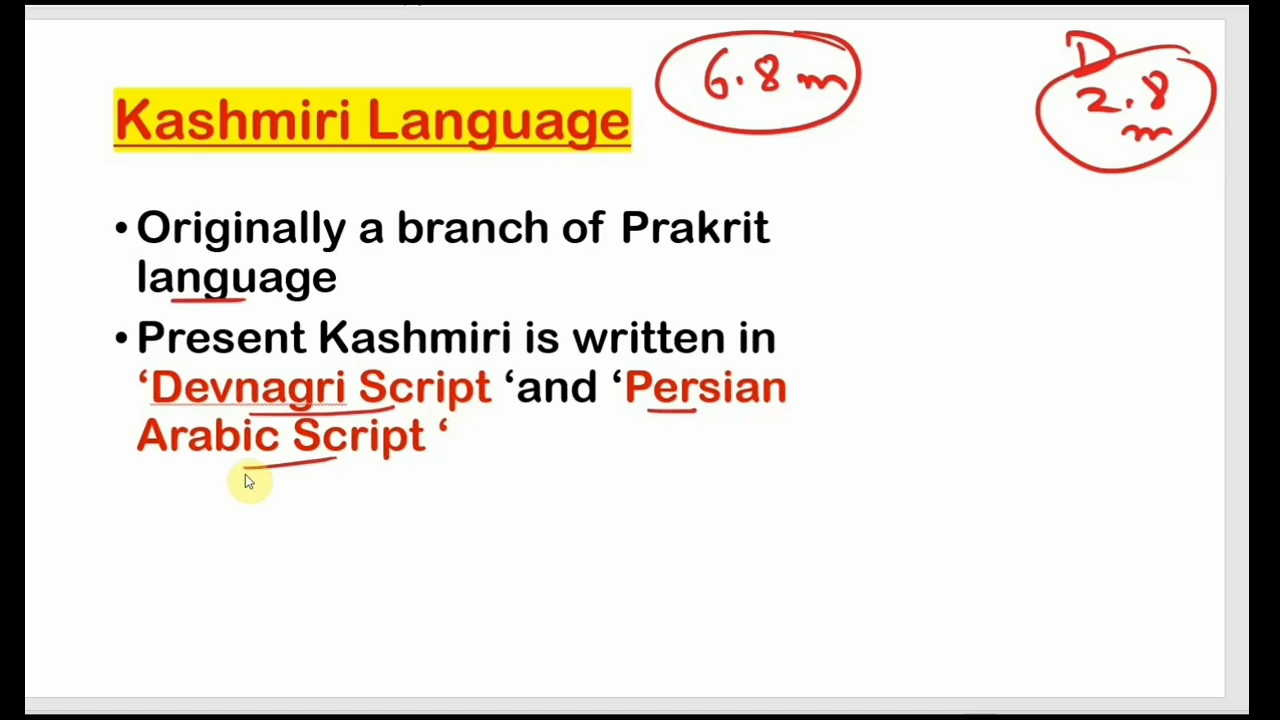 6.8 m
D
2.8
m
Kashmiri Language
•Originally a branch of Prakrit
language
•Present Kashmiri is written in
‘Devnagri Script ‘and ‘Persian
Arabic Script ‘